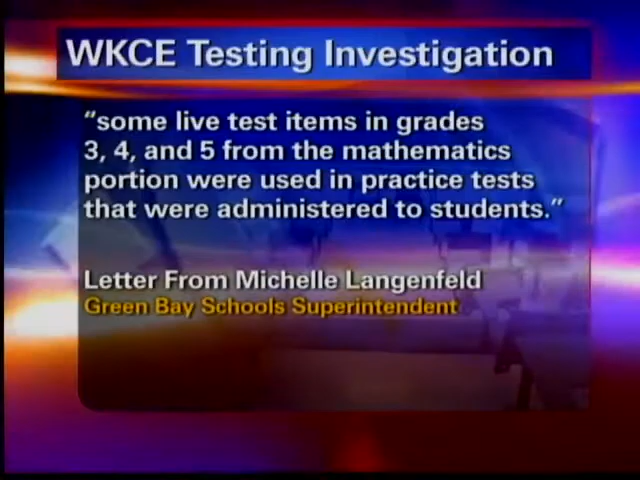 WKCE Testing Investigation
“some live test items in grades
3, 4, and 5 from the mathematics
portion were used in practice tests
that were administered to students.”
Letter From Michelle Langenfeld
Green Bay Schools Superintendent